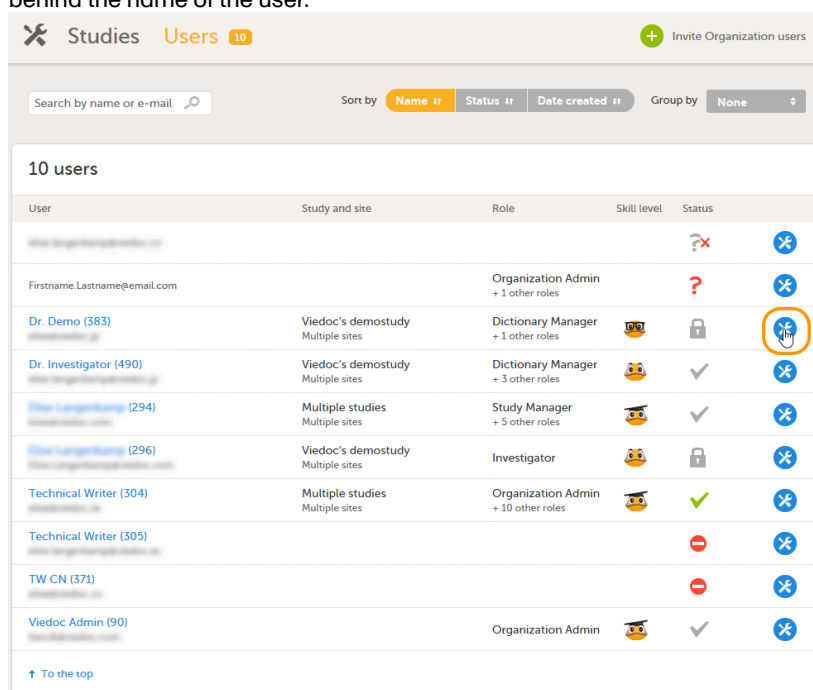 behind the name of the user.
Studies Users 10 Invite Organization users
Search by name or e-mail Sort by Name Status Date created Group by None
10 users
User Study and site Role Skill level Status
Organization Admin
Firstname.Lastname@email.com
+ 1 other roles
Dr. Demo (383) Viedoc's demostudy Dictionary Manager
Multiple sites + 1 other roles
Dr. Investigator (490) Viedoc's demostudy Dictionary Manager
Multiple sites + 3 other roles
(294) Multiple studies Study Manager
Multiple sites + 5 other roles
(296) Viedoc's demostudy
Investigator
Multiple sites
Technical Writer (304) Multiple studies Organization Admin
Multiple sites + 10 other roles
Technical Writer (305)
TW CN (371)
Viedoc Admin (90)
Organization Admin
To the top